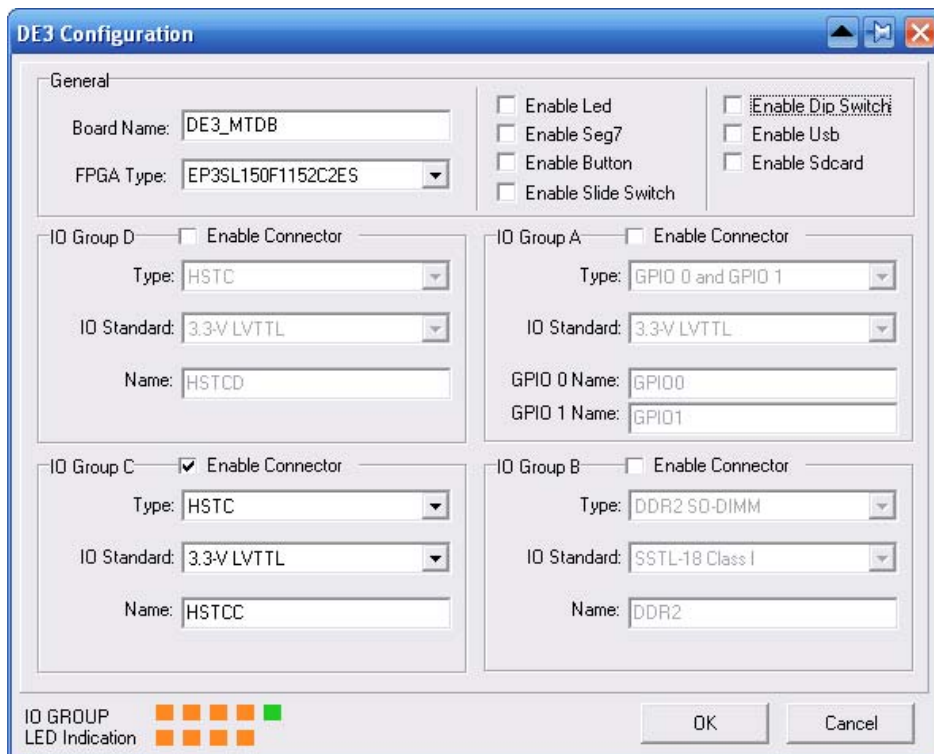 DE3 Configuration
General
Board Name: DE3_MTDB
FPGA Type: EP3SL150F1152C2ES
Enable Led
Enable Seg7
Enable Button
Enable Slide Switch
Enable Dip Switch
Enable Usb
Enable Sdcard
IO Group D Enable Connector
Type: HSTC
IO Standard: 3.3-V LVTTL
Name: HSTCD
IO Group A Enable Connector
Type: GPIO 0 and GPIO 1
IO Standard: 3.3-V LVTTL
GPIO 0 Name: GPIO0
GPIO 1 Name: GPIO1
IO Group C Enable Connector
Type: HSTC
IO Standard: 3.3-V LVTTL
Name: HSTCC
IO Group B Enable Connector
Type: DDR2 SO-DIMM
IO Standard: SSTL-18 Class I
Name: DDR2
IO GROUP
LED Indication
OK
Cancel